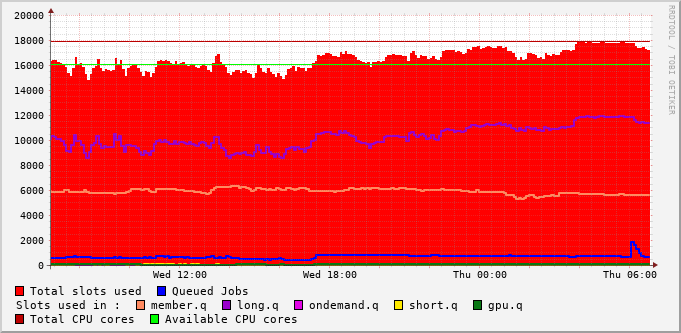 20000
18000
16000
14000
12000
10000
8000
6000
4000
2000
0
Wed 12:00 Wed 18:00 Thu 00:00 Thu 06:00
RRDTOOL / TOBI OETIKER
Total slots used Queued Jobs
Slots used in : member.q long.q ondemand.q short.q gpu.q
Total CPU cores Available CPU cores